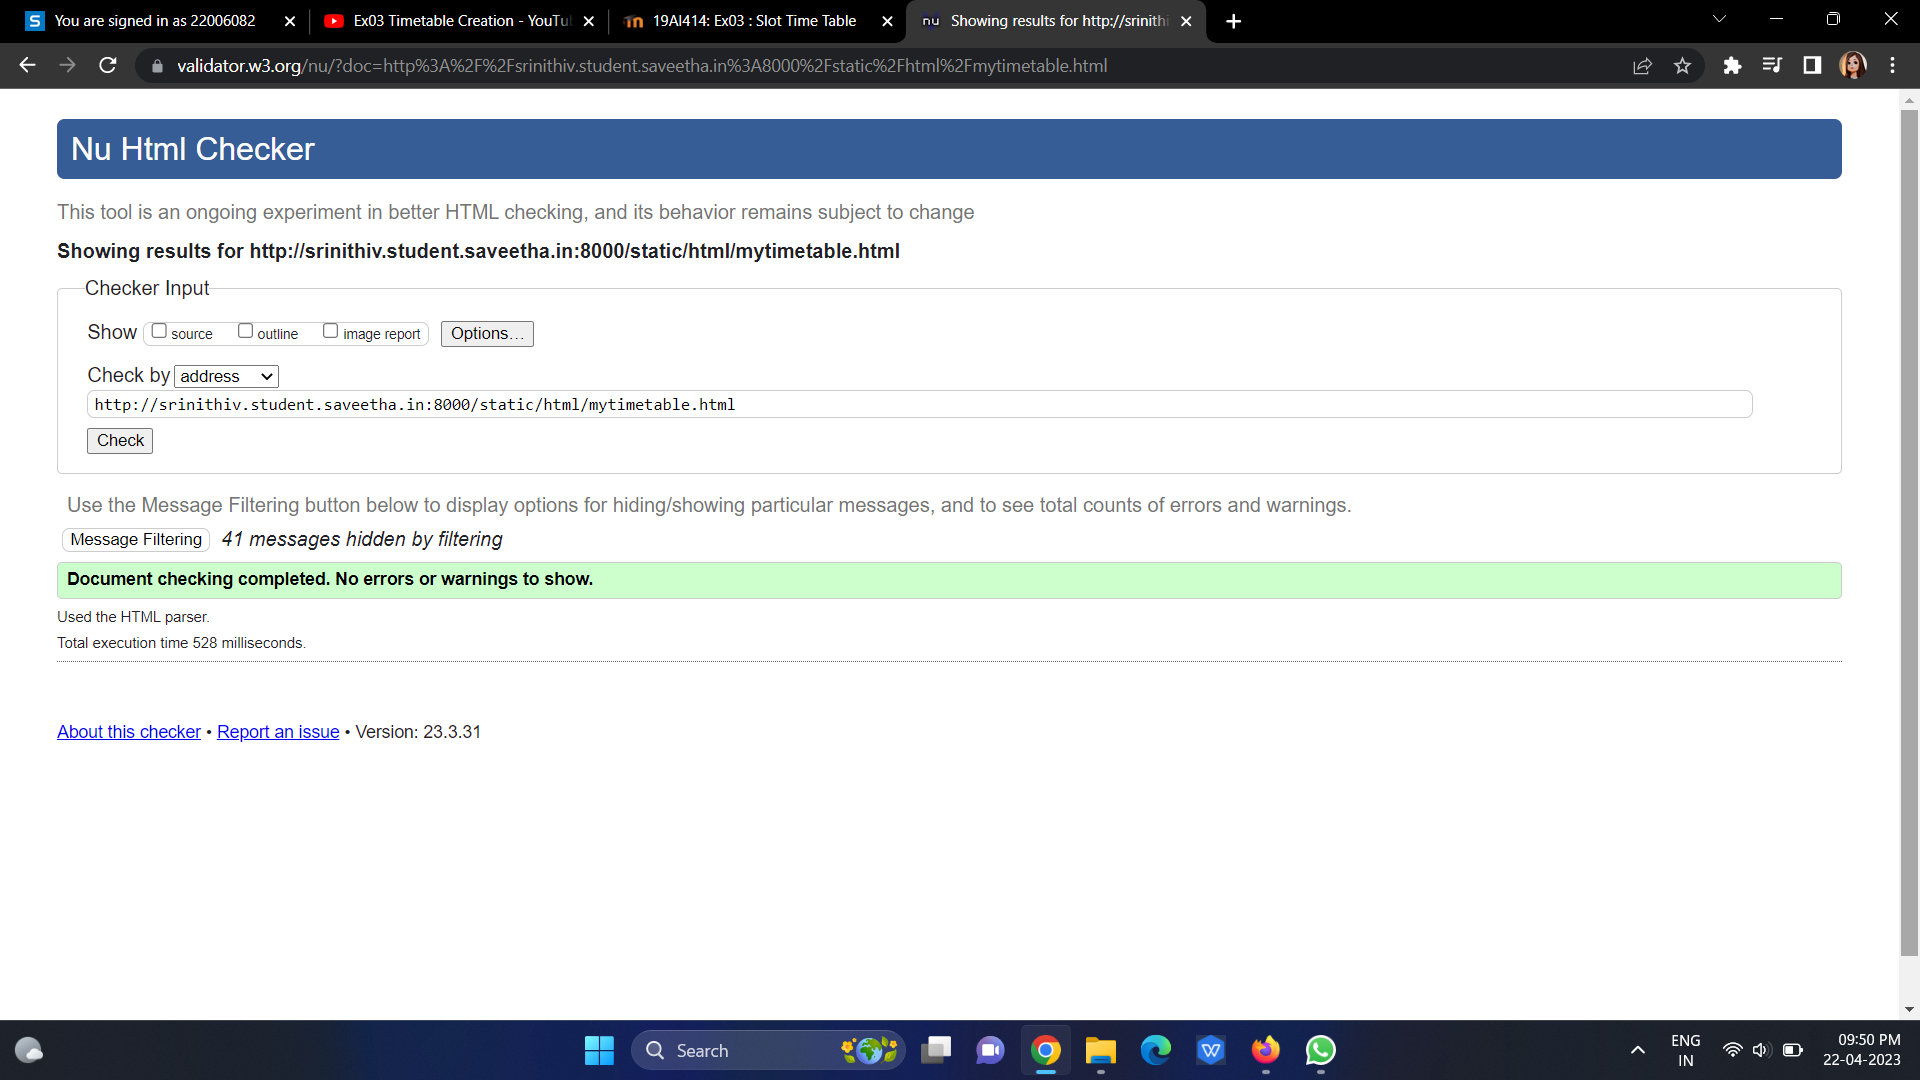 You are signed in as 22006082
Ex03 Timetable Creation - YouTu
19AI414: Ex03 : Slot Time Table
Showing results for http://srinithi
validator.w3.org/nu/?doc=http%3A%2F%2Fsrinithiv.student.saveetha.in%3A8000%2Fstatic%2Fhtml%2Fmytimetable.html
Nu Html Checker
This tool is an ongoing experiment in better HTML checking, and its behavior remains subject to change
Showing results for http://srinithiv.student.saveetha.in:8000/static/html/mytimetable.html
Checker Input
Show source outline image report Options…
Check by address
http://srinithiv.student.saveetha.in:8000/static/html/mytimetable.html
Check
Use the Message Filtering button below to display options for hiding/showing particular messages, and to see total counts of errors and warnings.
Message Filtering 41 messages hidden by filtering
Document checking completed. No errors or warnings to show.
Used the HTML parser.
Total execution time 528 milliseconds.
About this checker • Report an issue • Version: 23.3.31
Search
ENG
IN
09:50 PM
22-04-2023